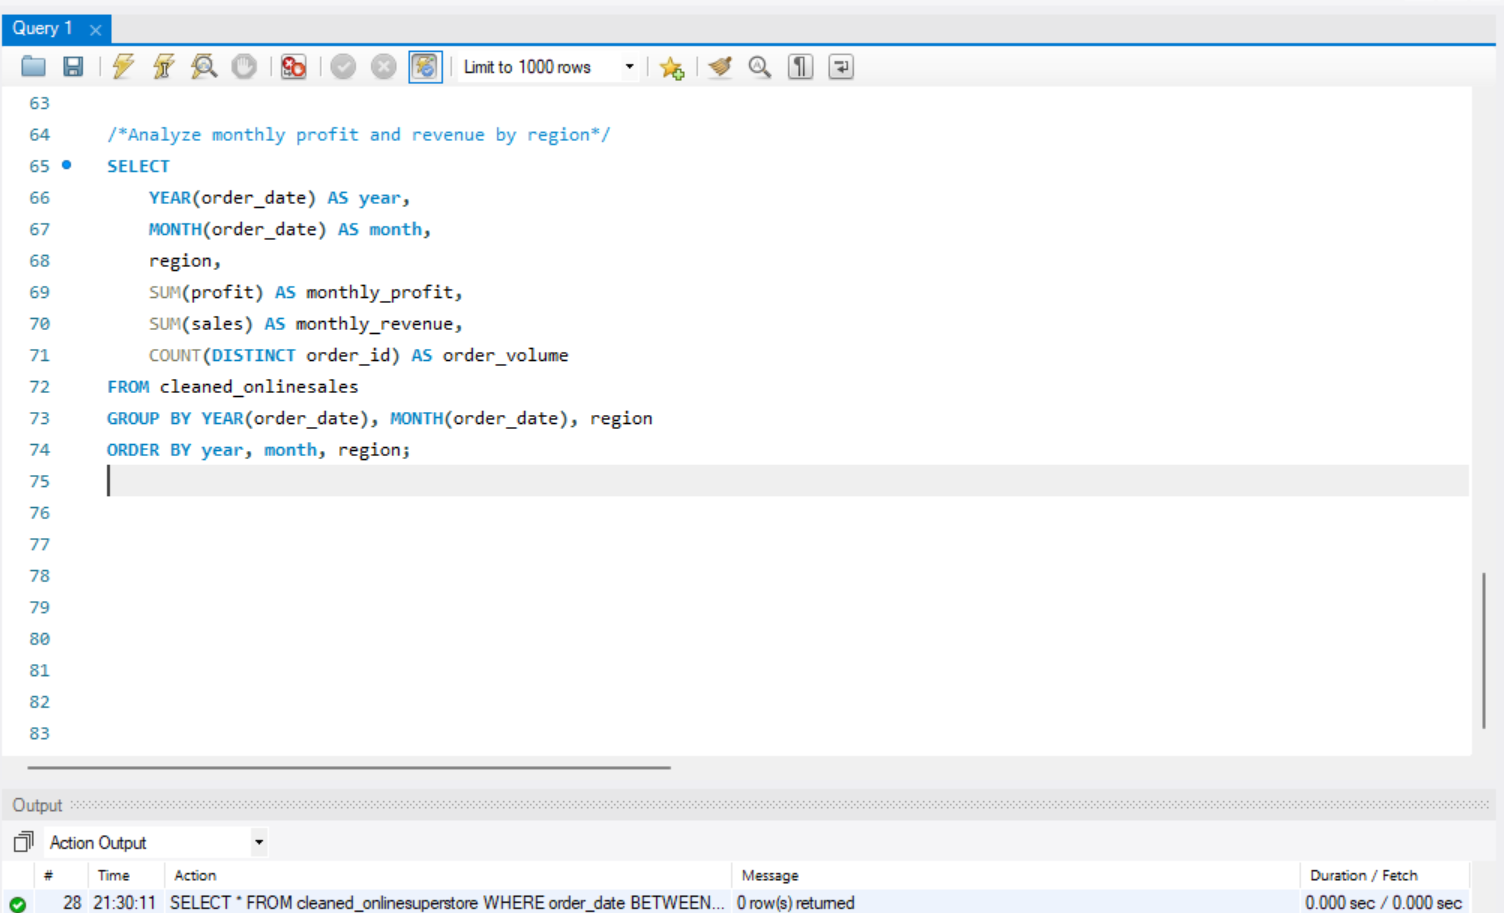 Query 1
Limit to 1000 rows
63
64 /*Analyze monthly profit and revenue by region*/
65 SELECT
66 YEAR(order_date) AS year,
67 MONTH(order_date) AS month,
68 region,
69 SUM(profit) AS monthly_profit,
70 SUM(sales) AS monthly_revenue,
71 COUNT(DISTINCT order_id) AS order_volume
72 FROM cleaned_onlinesales
73 GROUP BY YEAR(order_date), MONTH(order_date), region
74 ORDER BY year, month, region;
75
76
77
78
79
80
81
82
83
Output
Action Output
# Time Action Message Duration / Fetch
28 21:30:11 SELECT * FROM cleaned_onlinesuperstore WHERE order_date BETWEEN... 0 row(s) returned 0.000 sec / 0.000 sec